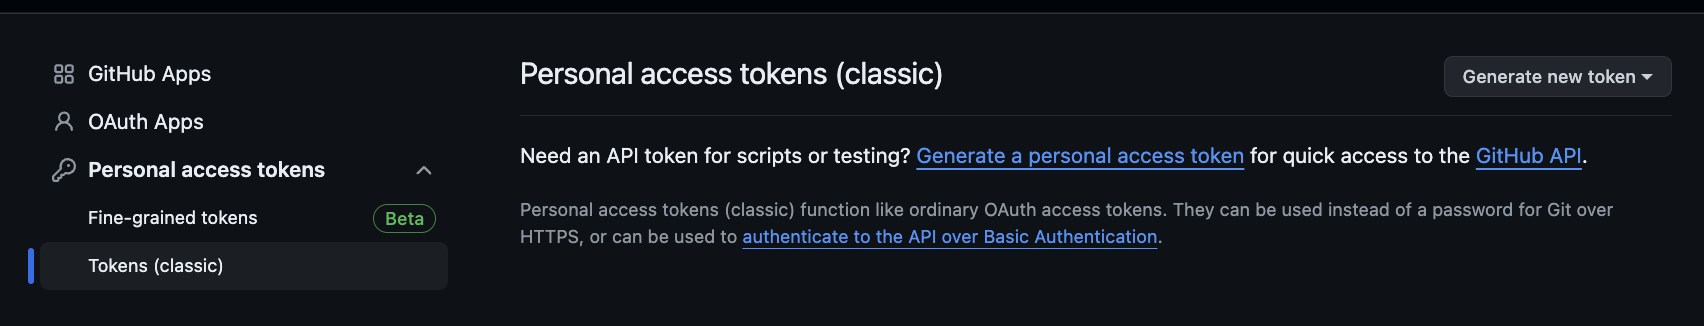 GitHub Apps
OAuth Apps
Personal access tokens
Fine-grained tokens
Beta
Tokens (classic)
Personal access tokens (classic)
Generate new token
Need an API token for scripts or testing? Generate a personal access token for quick access to the GitHub API.
Personal access tokens (classic) function like ordinary OAuth access tokens. They can be used instead of a password for Git over
HTTPS, or can be used to authenticate to the API over Basic Authentication.